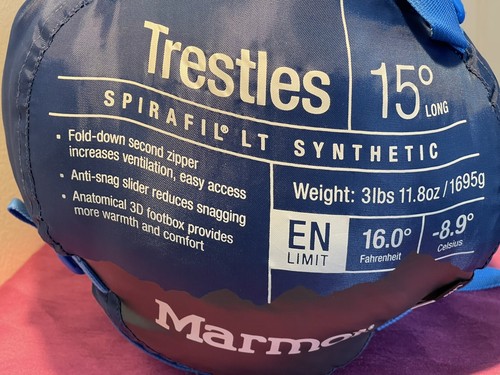 Trestles
15°
LONG
SPIRAFIL® LT SYNTHETIC
• Fold-down second zipper
increases ventilation, easy access
• Anti-snag slider reduces snagging
• Anatomical 3D footbox provides
more warmth and comfort
Weight: 3lbs 11.8oz/1695g
EN
LIMIT
16.0°
Fahrenheit
-8.9°
Celsius
Marmo